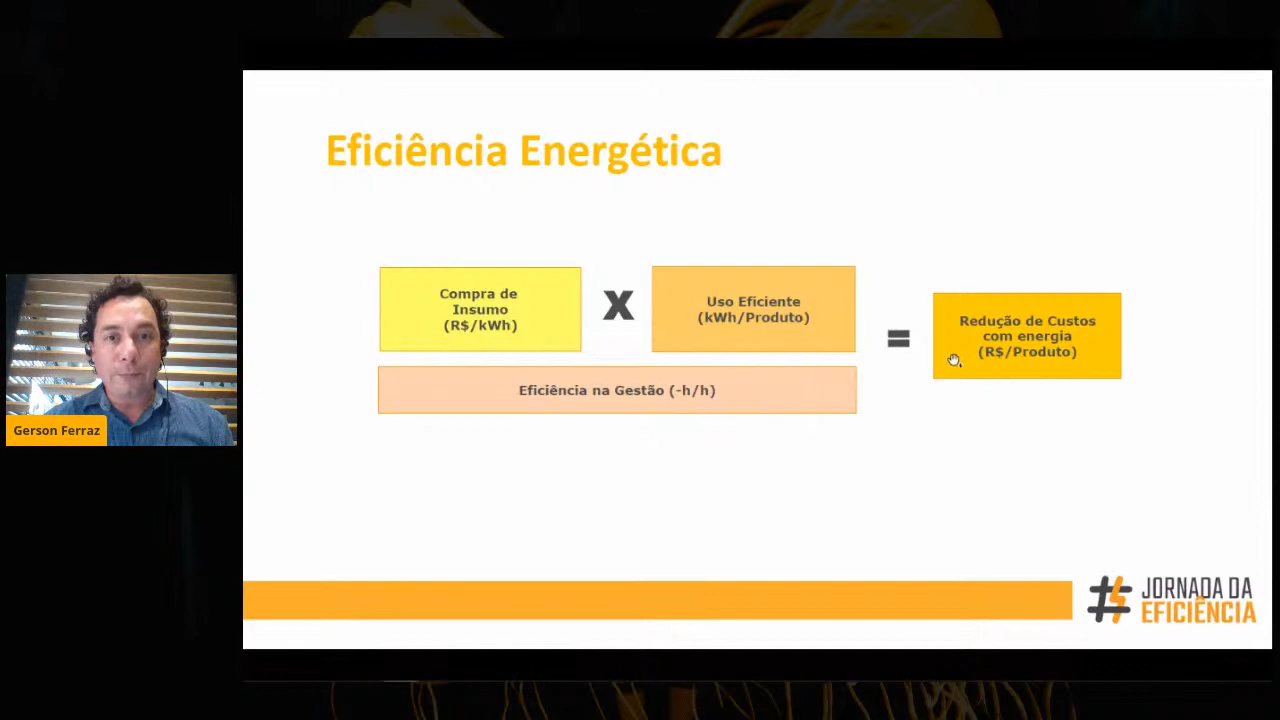 Eficiência Energética
Compra de
Insumo
(R$/kWh)
X
Uso Eficiente
(kWh/Produto)
=
Redução de Custos
com energia
(R$/Produto)
Eficiência na Gestão (-h/h)
Gerson Ferraz
JORNADA DA
EFICIÊNCIA